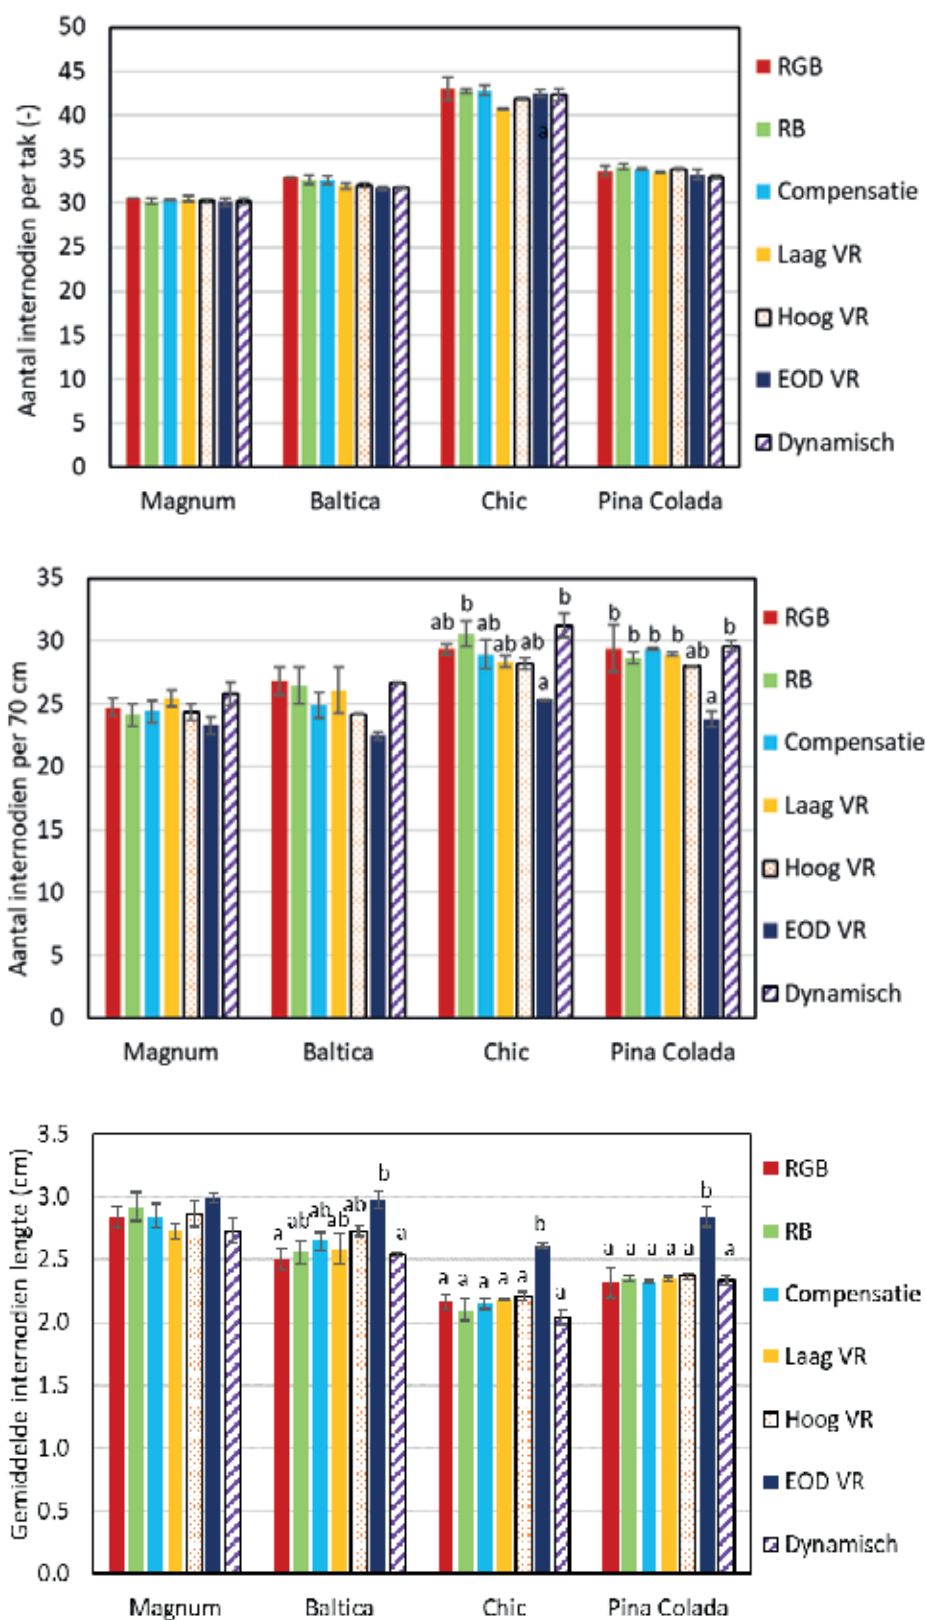 Aantal internodien per tak (-)
50
45
40
35
30
25
20
15
10
5
0
a
Magnum Baltica Chic Pina Colada
RGB
RB
Compensatie
Laag VR
Hoog VR
EOD VR
Dynamisch
Aantal internodien per 70 cm
35
30
25
20
15
10
5
0
ab b ab ab ab a b
b b b b ab a b
Magnum Baltica Chic Pina Colada
RGB
RB
Compensatie
Laag VR
Hoog VR
EOD VR
Dynamisch
Gemiddelde internodien lengte (cm)
3.5
3.0
2.5
2.0
1.5
1.0
0.5
0.0
a ab ab ab ab b a
a a a a a b a
a a a a a b a
Magnum Baltica Chic Pina Colada
RGB
RB
Compensatie
Laag VR
Hoog VR
EOD VR
Dynamisch